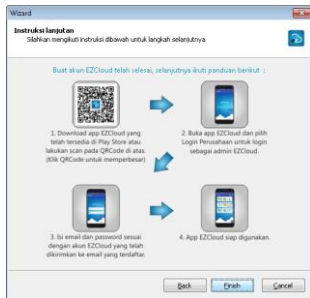 Wizard
Instruksi lanjutan
Silahkan mengikuti instruksi dibawah untuk langkah selanjutnya
Buat akun EZCloud telah selesai, selanjutnya ikuti panduan berikut :
1. Download app EZCloud yang
telah tersedia di Play Store atau
lakukan scan pada QRCode di atas.
(Klik QRCode untuk memperbesar)
2. Buka app EZCloud dan pilih
Login Perusahaan untuk login
sebagai admin EZCloud.
3. Isi email dan password sesuai
dengan akun EZCloud yang telah
dikirimkan ke email yang terdaftar.
4. App EZCloud siap digunakan.
Back
Finish
Cancel